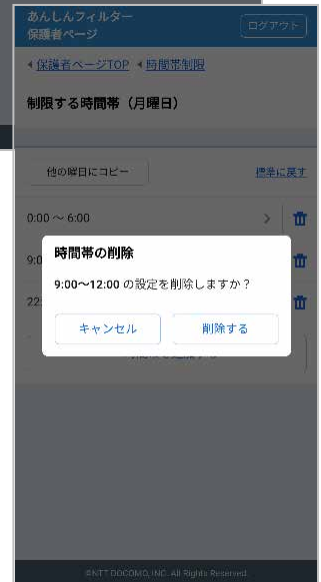 あんしんフィルター
保護者ページ
ログアウト
保護者ページTOP 時間帯制限
制限する時間帯（月曜日）
他の曜日にコピー
標準に戻す
0:00 ～ 6:00
9:0
時間帯の削除
9:00～12:00 の設定を削除しますか？
22:
キャンセル 削除する
©NTT DOCOMO, INC. All Rights Reserved.